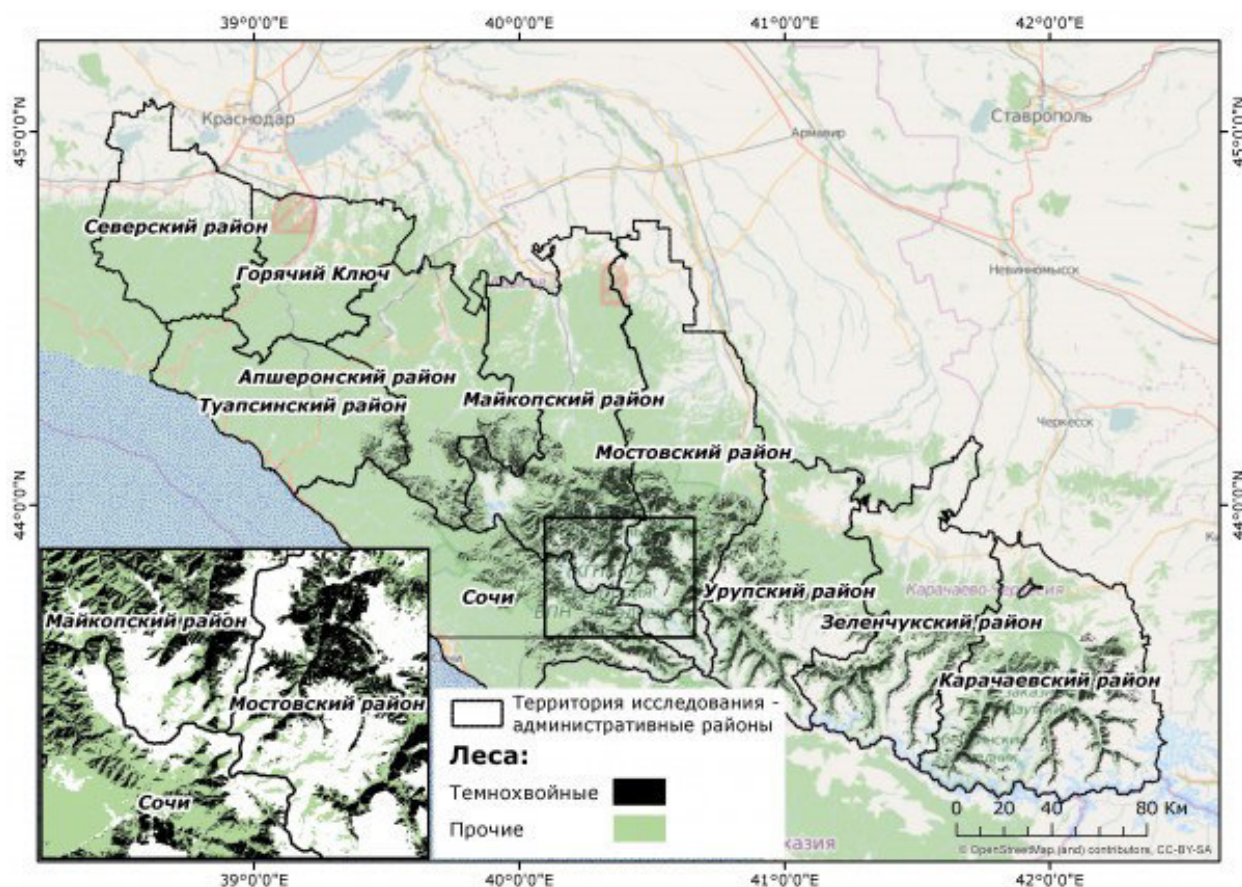 39°0'0"E 40°0'0"E 41°0'0"E 42°0'0"E
45°0'0"N
45°0'0"N
Краснодар
Ставрополь
Армавир
Северский район
Горячий Ключ
Невинномысск
Апшеронский район
Туапсинский район
Майкопский район
Черкесск
Мостовский район
44°0'0"N
44°0'0"N
Сочи
Урупский район
Карачаево-Черкессия
Зеленчукский район
Карачаевский район
Майкопский район
Мостовский район
Сочи
Территория исследования -
административные районы
Леса:
Темнохвойные
Прочие
0 20 40 80 Км
казия
© OpenStreetMap (and) contributors, CC-BY-SA
39°0'0"E 40°0'0"E 41°0'0"E 42°0'0"E